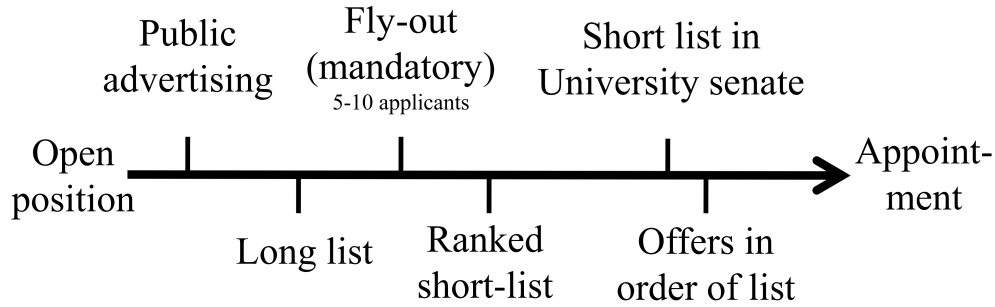 Public
advertising
Fly-out
(mandatory)
5-10 applicants
Short list in
University senate
Open
position
Appoint-
ment
Long list
Ranked
short-list
Offers in
order of list